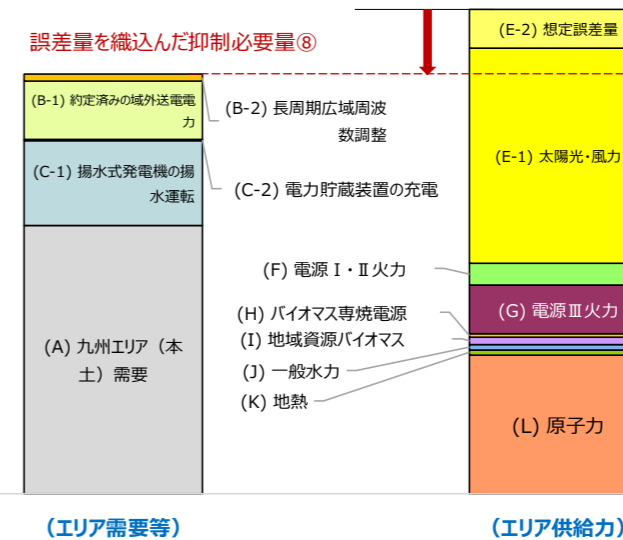 誤差量を織込んだ抑制必要量⑧
(B-1) 約定済みの域外送電電
力
(B-2) 長周期広域周波
数調整
(C-1) 揚水式発電機の揚
水運転
(C-2) 電力貯蔵装置の充電
(A) 九州エリア（本
土）需要
（エリア需要等）
(E-2) 想定誤差量
(E-1) 太陽光・風力
(F) 電源Ⅰ・Ⅱ火力
(G) 電源Ⅲ火力
(H) バイオマス専焼電源
(I) 地域資源バイオマス
(J) 一般水力
(K) 地熱
(L) 原子力
（エリア供給力）